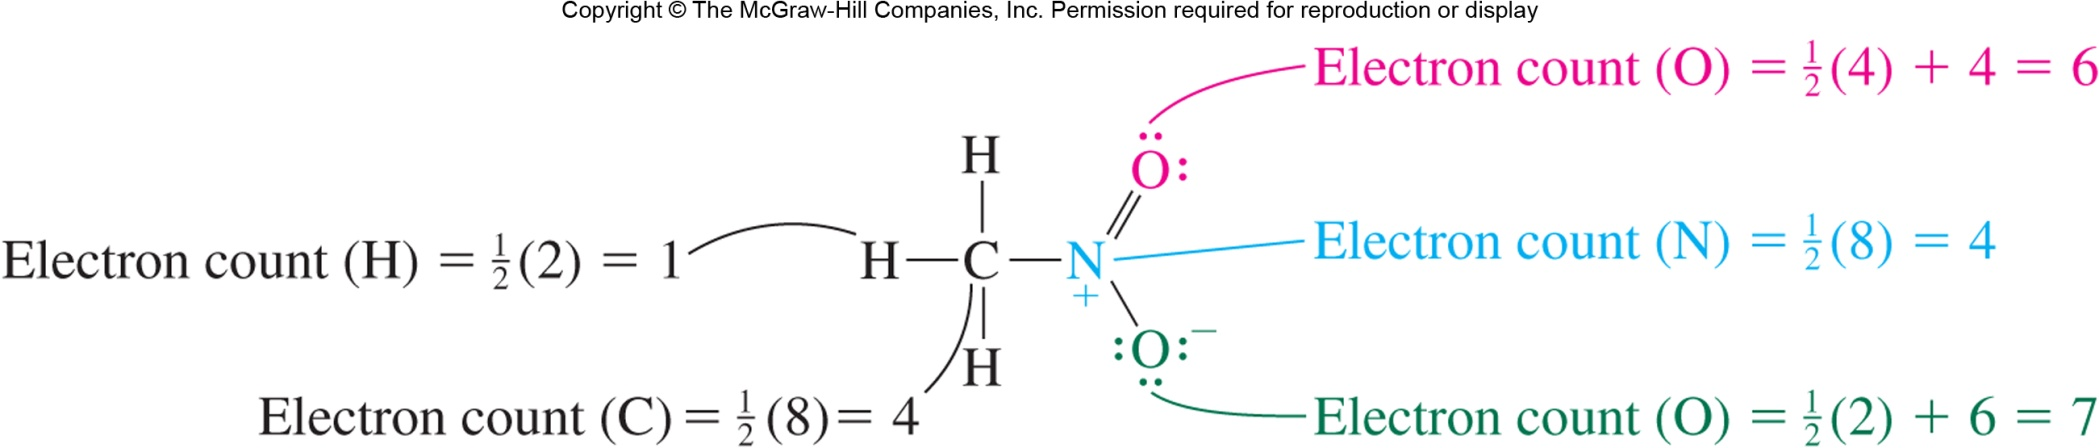 Copyright © The McGraw-Hill Companies, Inc. Permission required for reproduction or display
Electron count (O) = ½(4) + 4 = 6
H
O
Electron count (H) = ½(2) = 1
H—C—N
+
Electron count (N) = ½(8) = 4
O −
H
Electron count (C) = ½(8) = 4
Electron count (O) = ½(2) + 6 = 7